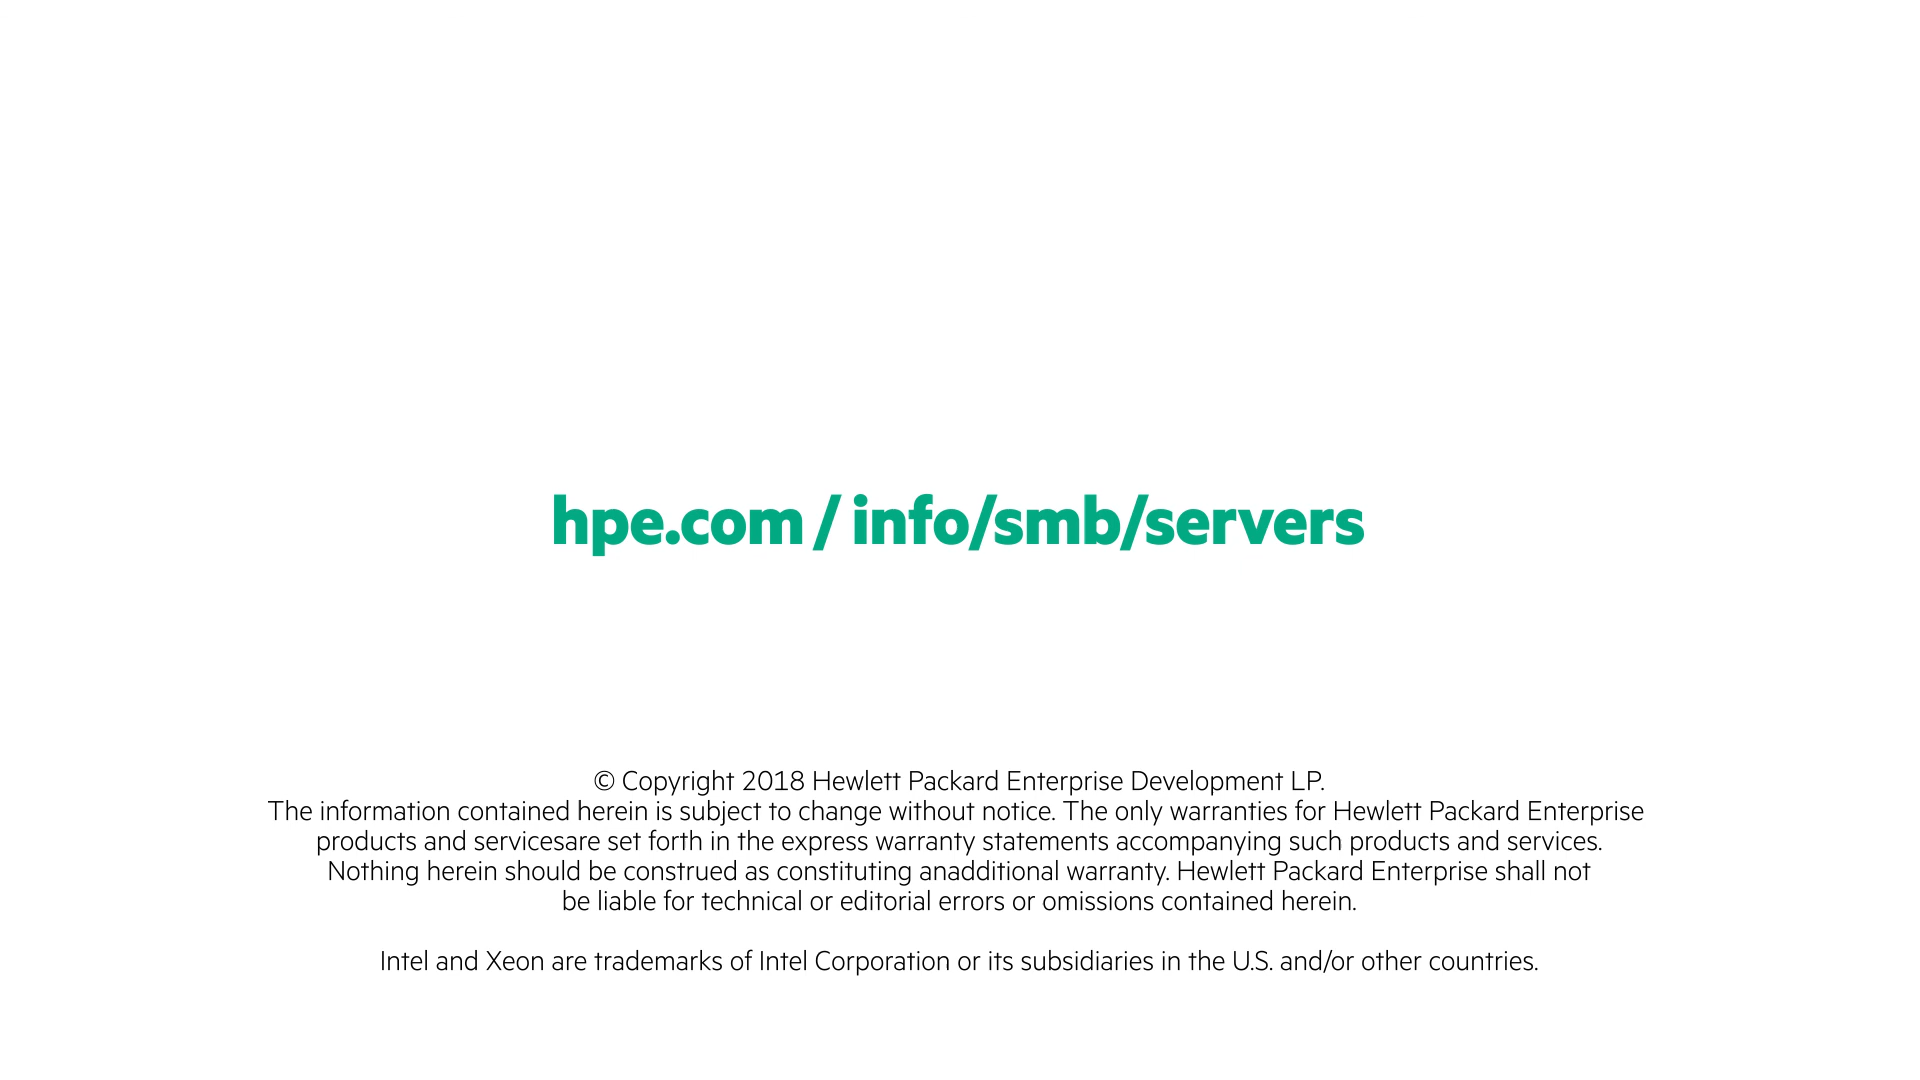 hpe.com / info/smb/servers
© Copyright 2018 Hewlett Packard Enterprise Development LP.
The information contained herein is subject to change without notice. The only warranties for Hewlett Packard Enterprise
products and servicesare set forth in the express warranty statements accompanying such products and services.
Nothing herein should be construed as constituting anadditional warranty. Hewlett Packard Enterprise shall not
be liable for technical or editorial errors or omissions contained herein.
Intel and Xeon are trademarks of Intel Corporation or its subsidiaries in the U.S. and/or other countries.